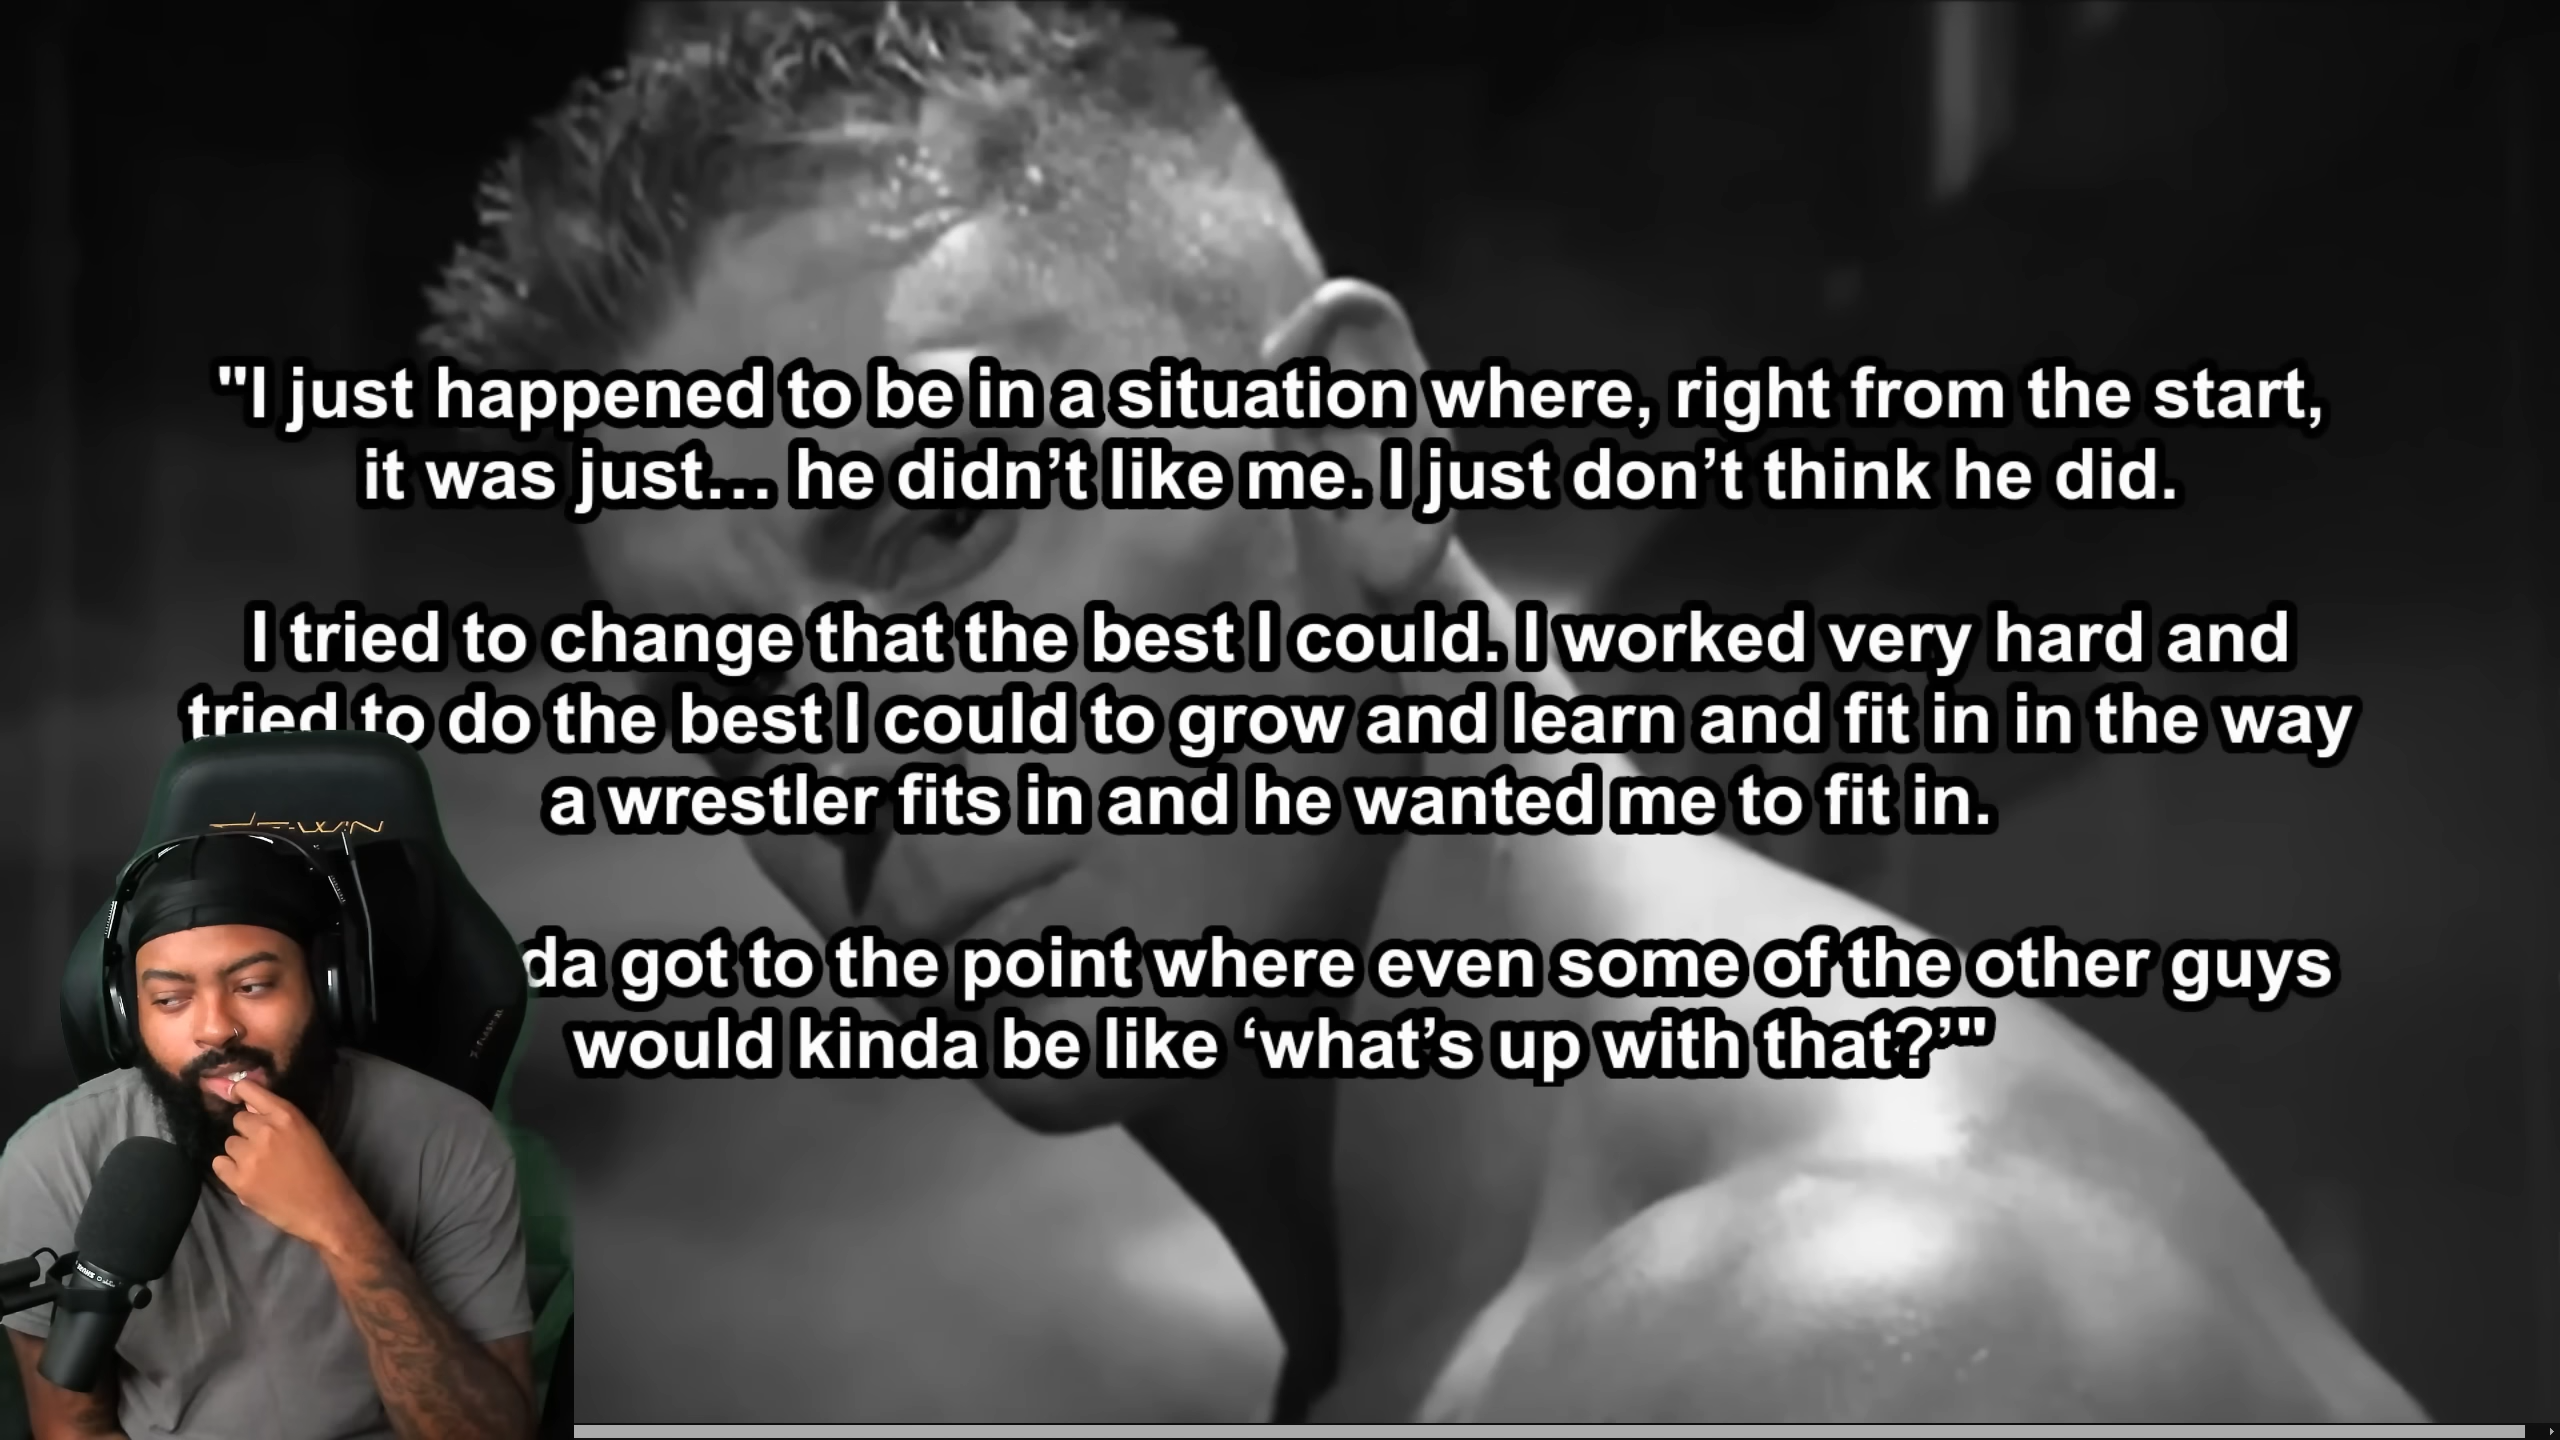 "I just happened to be in a situation where, right from the start,
it was just… he didn’t like me. I just don’t think he did.
I tried to change that the best I could. I worked very hard and
tried to do the best I could to grow and learn and fit in in the way
a wrestler fits in and he wanted me to fit in.
da got to the point where even some of the other guys
would kinda be like ‘what’s up with that?’"